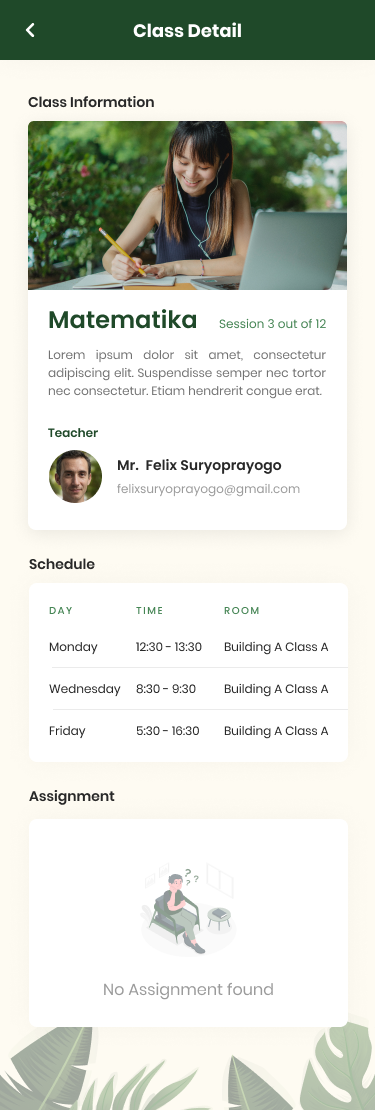 Class Detail
Class Information
Matematika
Session 3 out of 12
Lorem ipsum dolor sit amet, consectetur
adipiscing elit. Suspendisse semper nec tortor
nec consectetur. Etiam hendrerit congue erat.
Teacher
Mr. Felix Suryoprayogo
felixsuryoprayogo@gmail.com
Schedule
DAY TIME ROOM
Monday 12:30 - 13:30 Building A Class A
Wednesday 8:30 - 9:30 Building A Class A
Friday 5:30 - 16:30 Building A Class A
Assignment
? ? ?
No Assignment found